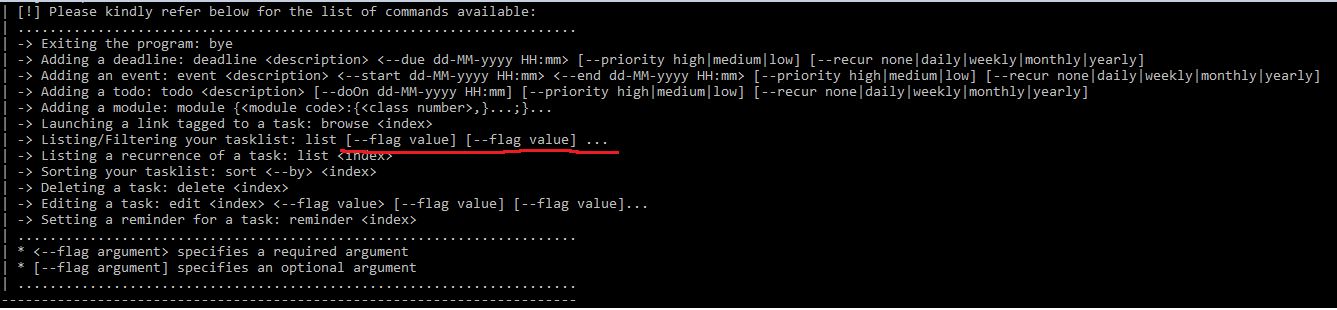 | [!] Please kindly refer below for the list of commands available:
| ......................................................................
| -> Exiting the program: bye
| -> Adding a deadline: deadline <description> <--due dd-MM-yyyy HH:mm> [--priority high|medium|low] [--recur none|daily|weekly|monthly|yearly]
| -> Adding an event: event <description> <--start dd-MM-yyyy HH:mm> <--end dd-MM-yyyy HH:mm> [--priority high|medium|low] [--recur none|daily|weekly|monthly|yearly]
| -> Adding a todo: todo <description> [--doOn dd-MM-yyyy HH:mm] [--priority high|medium|low] [--recur none|daily|weekly|monthly|yearly]
| -> Adding a module: module {<module code>:{<class number>,}...;}...
| -> Launching a link tagged to a task: browse <index>
| -> Listing/Filtering your tasklist: list [--flag value] [--flag value] ...
| -> Listing a recurrence of a task: list <index>
| -> Sorting your tasklist: sort <--by> <index>
| -> Deleting a task: delete <index>
| -> Editing a task: edit <index> <--flag value> [--flag value] [--flag value]...
| -> Setting a reminder for a task: reminder <index>
| ......................................................................
| * <--flag argument> specifies a required argument
| * [--flag argument] specifies an optional argument
| ......................................................................
------------------------------------------------------------------------